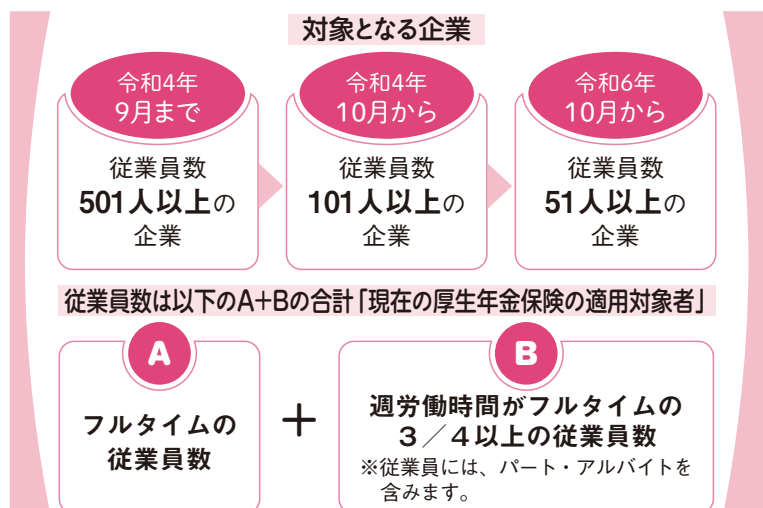 対象となる企業
令和4年
9月まで
従業員数
501人以上の
企業
令和4年
10月から
従業員数
101人以上の
企業
令和6年
10月から
従業員数
51人以上の
企業
従業員数は以下のA+Bの合計「現在の厚生年金保険の適用対象者」
A
フルタイムの
従業員数
+
B
週労働時間がフルタイムの
3/4以上の従業員数
※従業員には、パート・アルバイトを
含みます。